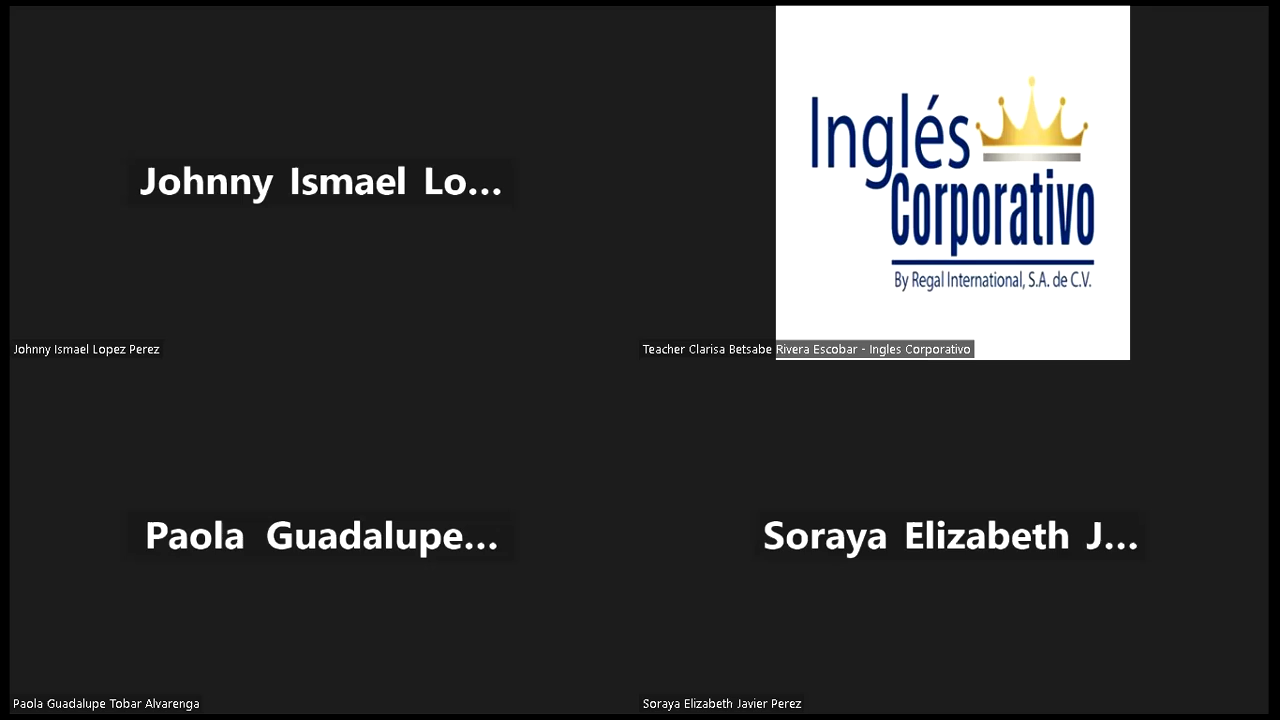 Johnny Ismael Lo...
Johnny Ismael Lopez Perez
Inglés
Corporativo
By Regal International, S.A. de C.V.
Teacher Clarisa Betsabe Rivera Escobar - Ingles Corporativo
Paola Guadalupe...
Paola Guadalupe Tobar Alvarenga
Soraya Elizabeth J...
Soraya Elizabeth Javier Perez